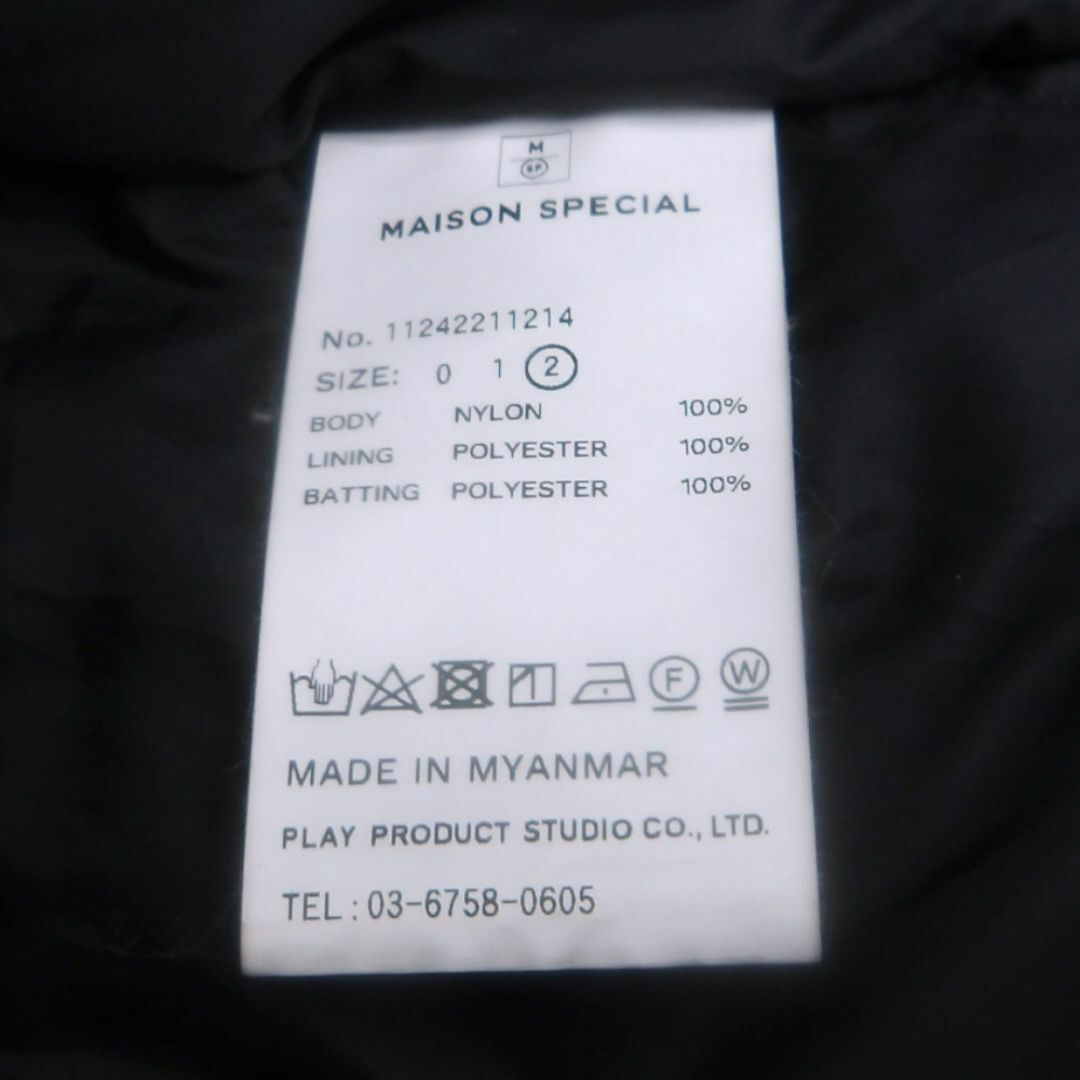 M
SP
MAISON SPECIAL
No. 11242211214
SIZE: 0 1 2
BODY NYLON 100%
LINING POLYESTER 100%
BATTING POLYESTER 100%
F W
MADE IN MYANMAR
PLAY PRODUCT STUDIO CO., LTD.
TEL : 03-6758-0605